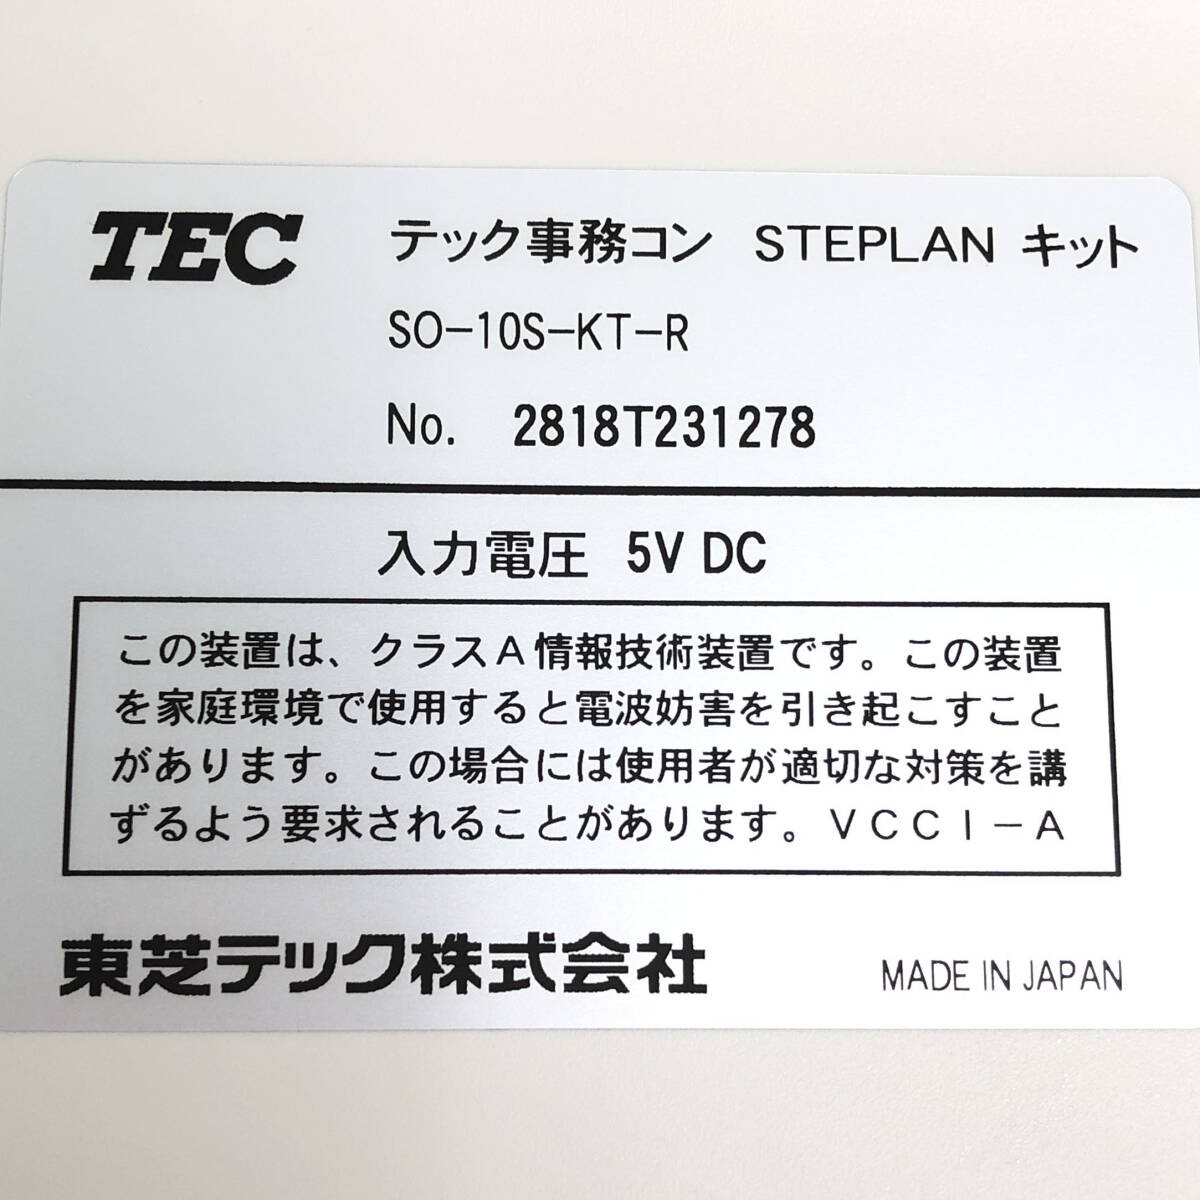 TEC テック事務コン STEPLAN キット
SO-10S-KT-R
No. 2818T231278
入力電圧 5V DC
この装置は、クラスA情報技術装置です。この装置
を家庭環境で使用すると電波妨害を引き起こすこと
があります。この場合には使用者が適切な対策を講
ずるよう要求されることがあります。VCCI-A
東芝テック株式会社 MADE IN JAPAN